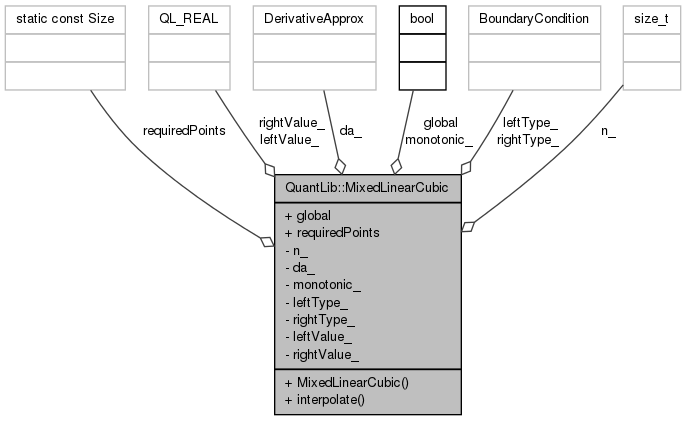 static const Size
QL_REAL
DerivativeApprox
bool
BoundaryCondition
size_t
requiredPoints
rightValue_
leftValue_
da_
global
monotonic_
leftType_
rightType_
n_
QuantLib::MixedLinearCubic
+ global
+ requiredPoints
- n_
- da_
- monotonic_
- leftType_
- rightType_
- leftValue_
- rightValue_
+ MixedLinearCubic()
+ interpolate()